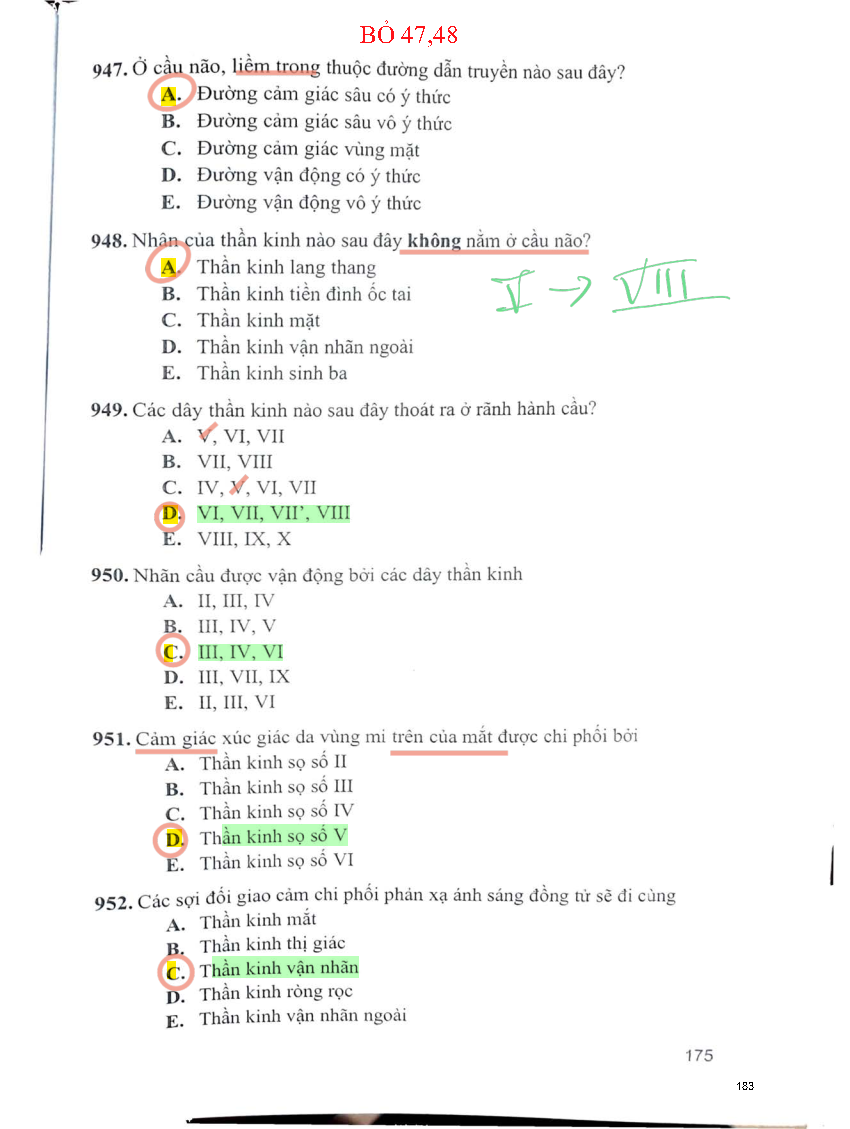 BỎ 47,48
947. Ở cầu não, liềm trong thuộc đường dẫn truyền nào sau đây?
A. Đường cảm giác sâu có ý thức
B. Đường cảm giác sâu vô ý thức
C. Đường cảm giác vùng mặt
D. Đường vận động có ý thức
E. Đường vận động vô ý thức
948. Nhân của thần kinh nào sau đây không nằm ở cầu não?
A. Thần kinh lang thang
B. Thần kinh tiền đình ốc tai
C. Thần kinh mặt
D. Thần kinh vận nhãn ngoài
E. Thần kinh sinh ba
V → VIII
949. Các dây thần kinh nào sau đây thoát ra ở rãnh hành cầu?
A. V, VI, VII
B. VII, VIII
C. IV, V, VI, VII
D. VI, VII, VII’, VIII
E. VIII, IX, X
950. Nhãn cầu được vận động bởi các dây thần kinh
A. II, III, IV
B. III, IV, V
C. III, IV, VI
D. III, VII, IX
E. II, III, VI
951. Cảm giác xúc giác da vùng mi trên của mắt được chi phối bởi
A. Thần kinh sọ số II
B. Thần kinh sọ số III
C. Thần kinh sọ số IV
D. Thần kinh sọ số V
E. Thần kinh sọ số VI
952. Các sợi đối giao cảm chi phối phản xạ ánh sáng đồng tử sẽ đi cùng
A. Thần kinh mắt
B. Thần kinh thị giác
C. Thần kinh vận nhãn
D. Thần kinh ròng rọc
E. Thần kinh vận nhãn ngoài
175
183